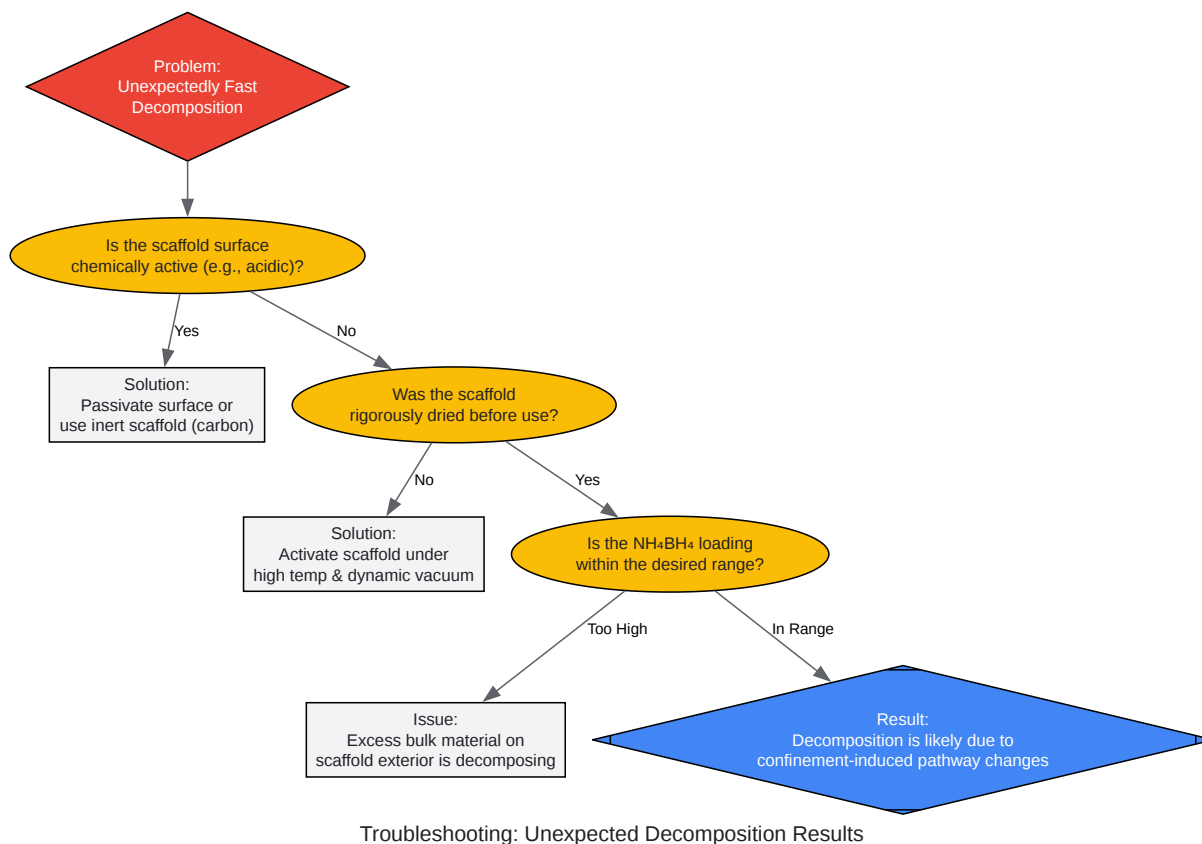 Problem:
Unexpectedly Fast
Decomposition
Is the scaffold surface
chemically active (e.g., acidic)?
Yes
No
Solution:
Passivate surface or
use inert scaffold (carbon)
Was the scaffold
rigorously dried before use?
No
Yes
Solution:
Activate scaffold under
high temp & dynamic vacuum
Is the NH₄BH₄ loading
within the desired range?
Too High
In Range
Issue:
Excess bulk material on
scaffold exterior is decomposing
Result:
Decomposition is likely due to
confinement-induced pathway changes
Troubleshooting: Unexpected Decomposition Results